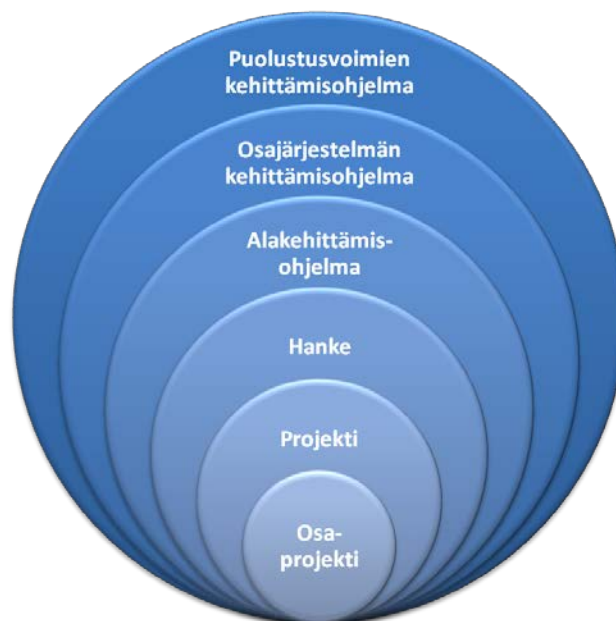 Puolustusvoimien
kehittämisohjelma
Osajärjestelmän
kehittämisohjelma
Alakehittämis-
ohjelma
Hanke
Projekti
Osa-
projekti